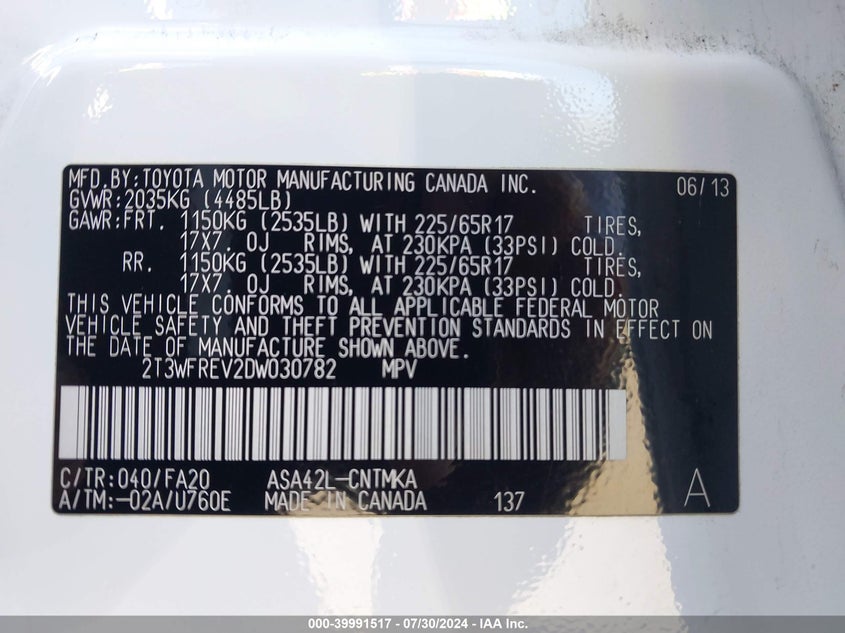 MFD.BY:TOYOTA MOTOR MANUFACTURING CANADA INC. 06/13
GVWR:2035KG (4485LB)
GAWR:FRT. 1150KG (2535LB) WITH 225/65R17 TIRES,
17X7.0J RIMS, AT 230KPA (33PSI) COLD.
RR. 1150KG (2535LB) WITH 225/65R17 TIRES,
17X7.0J RIMS, AT 230KPA (33PSI) COLD.
THIS VEHICLE CONFORMS TO ALL APPLICABLE FEDERAL MOTOR
VEHICLE SAFETY AND THEFT PREVENTION STANDARDS IN EFFECT ON
THE DATE OF MANUFACTURE SHOWN ABOVE.
2T3WFREV2DW030782 MPV
C/TR:040/FA20 ASA42L-CNTMKA
A/TM:-02A/U760E MADE IN CANADA 137 A
000-39991517 - 07/30/2024 - IAA Inc.